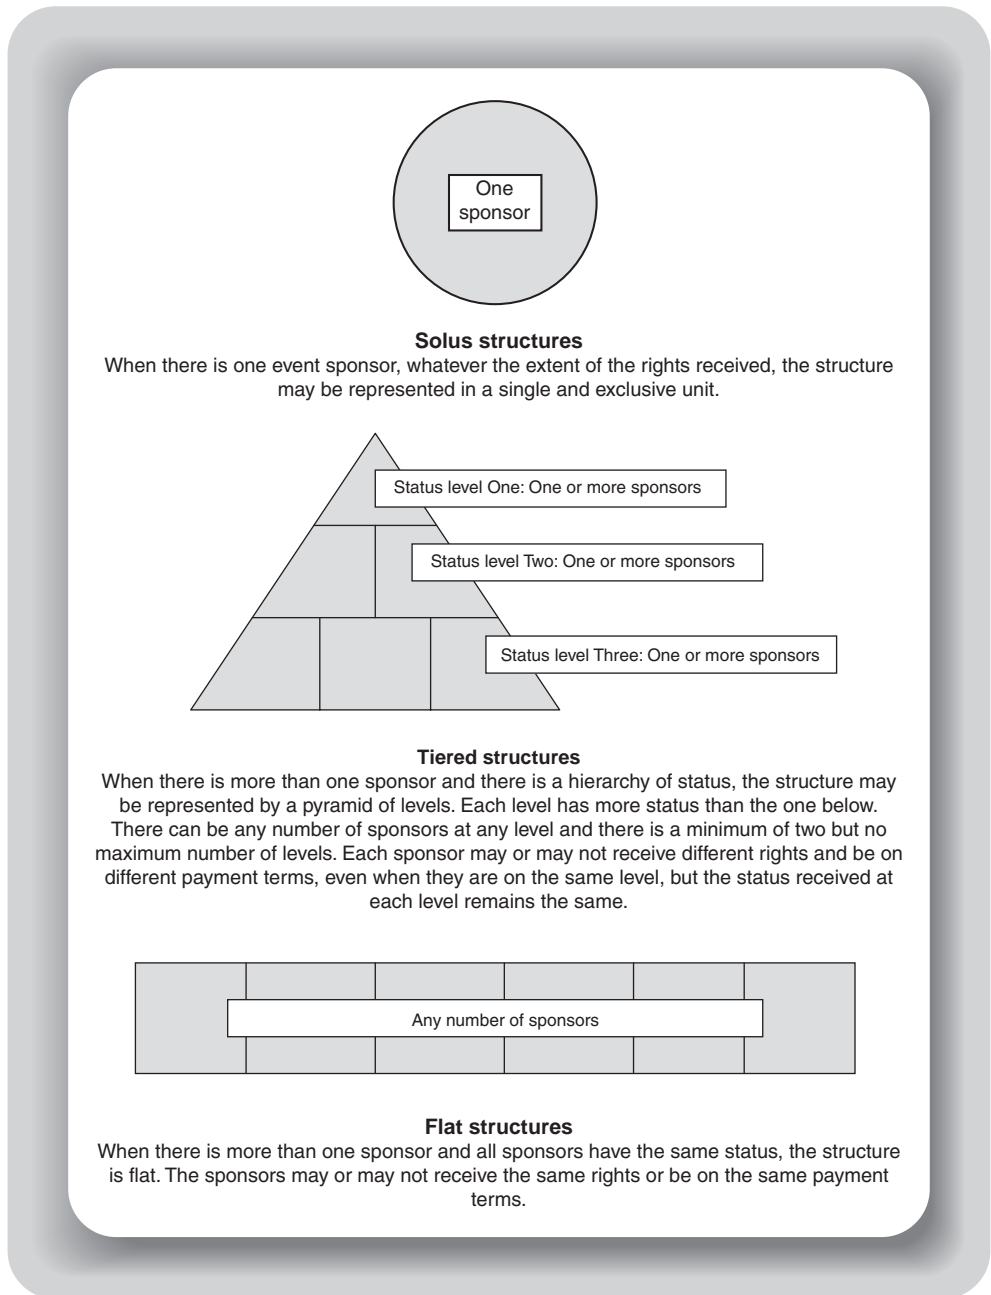 One
sponsor
Solus structures
When there is one event sponsor, whatever the extent of the rights received, the structure
may be represented in a single and exclusive unit.
Status level One: One or more sponsors
Status level Two: One or more sponsors
Status level Three: One or more sponsors
Tiered structures
When there is more than one sponsor and there is a hierarchy of status, the structure may
be represented by a pyramid of levels. Each level has more status than the one below.
There can be any number of sponsors at any level and there is a minimum of two but no
maximum number of levels. Each sponsor may or may not receive different rights and be on
different payment terms, even when they are on the same level, but the status received at
each level remains the same.
Any number of sponsors
Flat structures
When there is more than one sponsor and all sponsors have the same status, the structure
is flat. The sponsors may or may not receive the same rights or be on the same payment
terms.